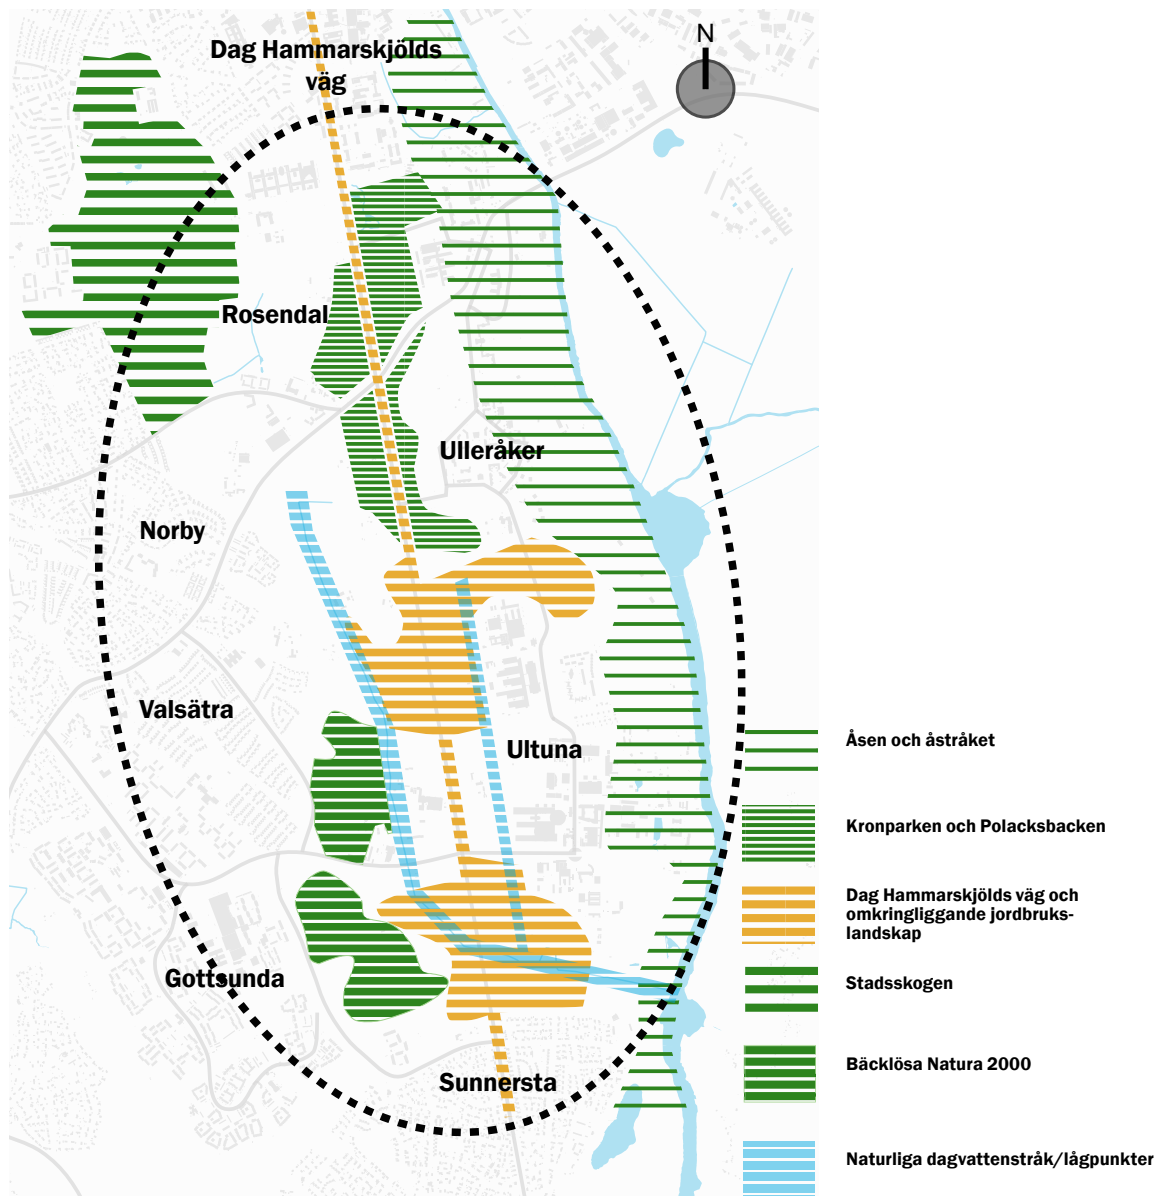 Dag Hammarskjölds
väg
N
Rosendal
Ulleråker
Norby
Valsätra
Ultuna
Gottsunda
Sunnersta
Åsen och åstråket
Kronparken och Polacksbacken
Dag Hammarskjölds väg och
omkringliggande jordbruks-
landskap
Stadsskogen
Bäcklösa Natura 2000
Naturliga dagvattenstråk/lågpunkter